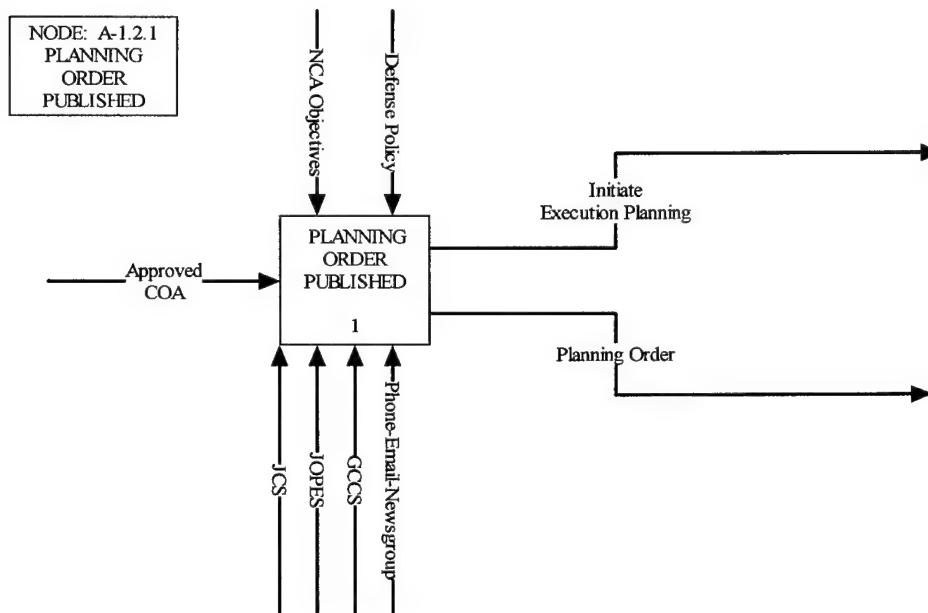 NODE: A-1.2.1
PLANNING
ORDER
PUBLISHED
NCA Objectives
Defense Policy
Initiate
Execution Planning
Approved
COA
PLANNING
ORDER
PUBLISHED
1
Planning Order
JCS
JOPES
GCCS
Phone-Email-Newsgroup